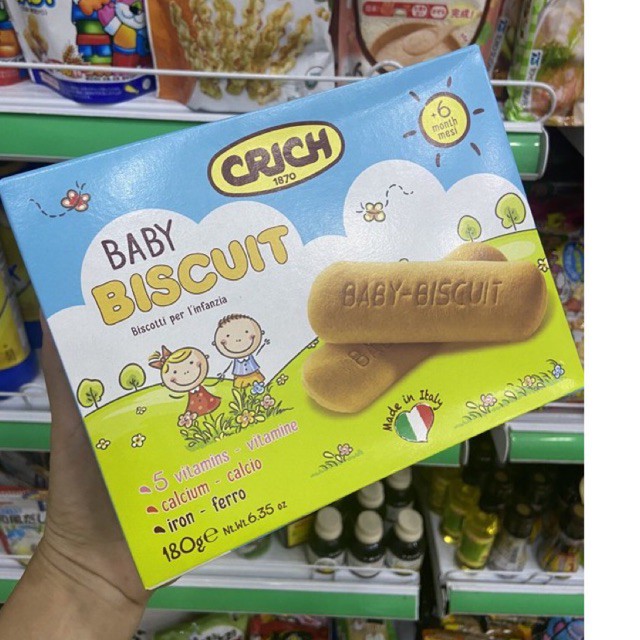 CRICH
1870
+6
month
mesi
BABY
BISCUIT
Biscotti per l'infanzia
BABY-BISCUIT
Made in Italy
5 vitamins - vitamine
calcium - calcio
iron - ferro
180g℮ N.Wt.6.35 oz